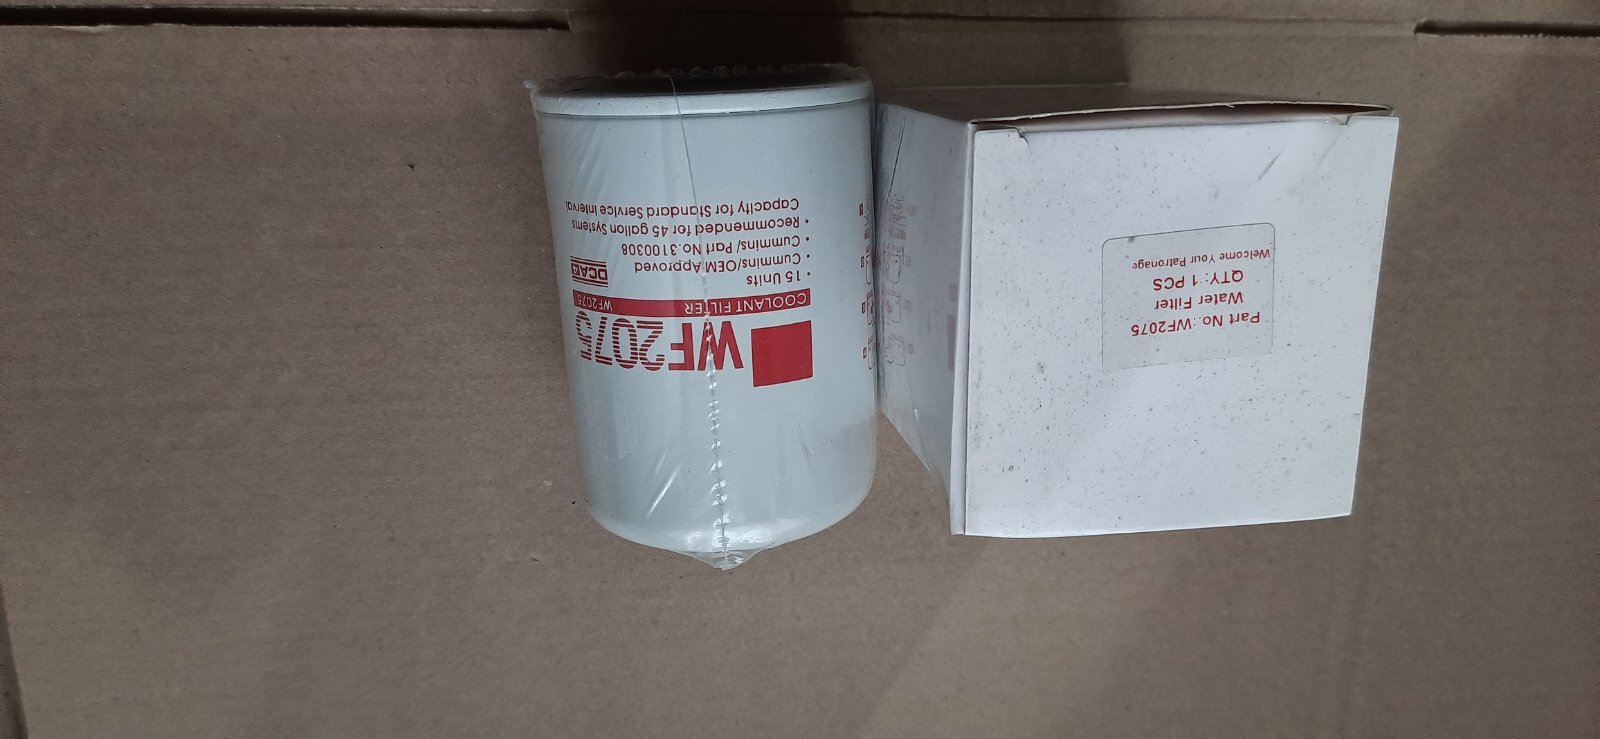 WF2075
COOLANT FILTER WF2075
• 15 Units
• Cummins/OEM Approved
• Cummins/ Part No.3100308
DCA4
• Recommended for 45 gallon Systems
Capacity for Standard Service Interval.
Part No.:WF2075
Water Filter
QTY: 1 PCS
Welcome Your Patronage